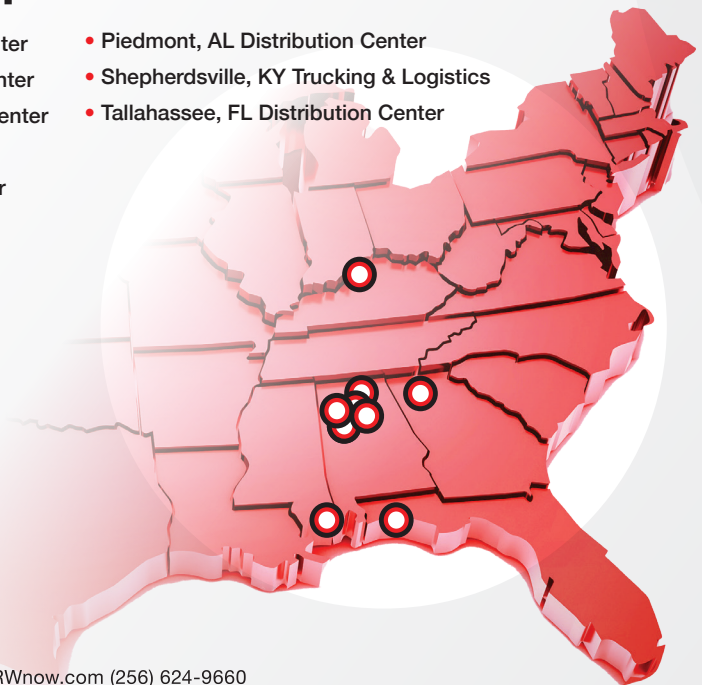 ter
nter
enter
r
• Piedmont, AL Distribution Center
• Shepherdsville, KY Trucking & Logistics
• Tallahassee, FL Distribution Center
RWnow.com (256) 624-9660